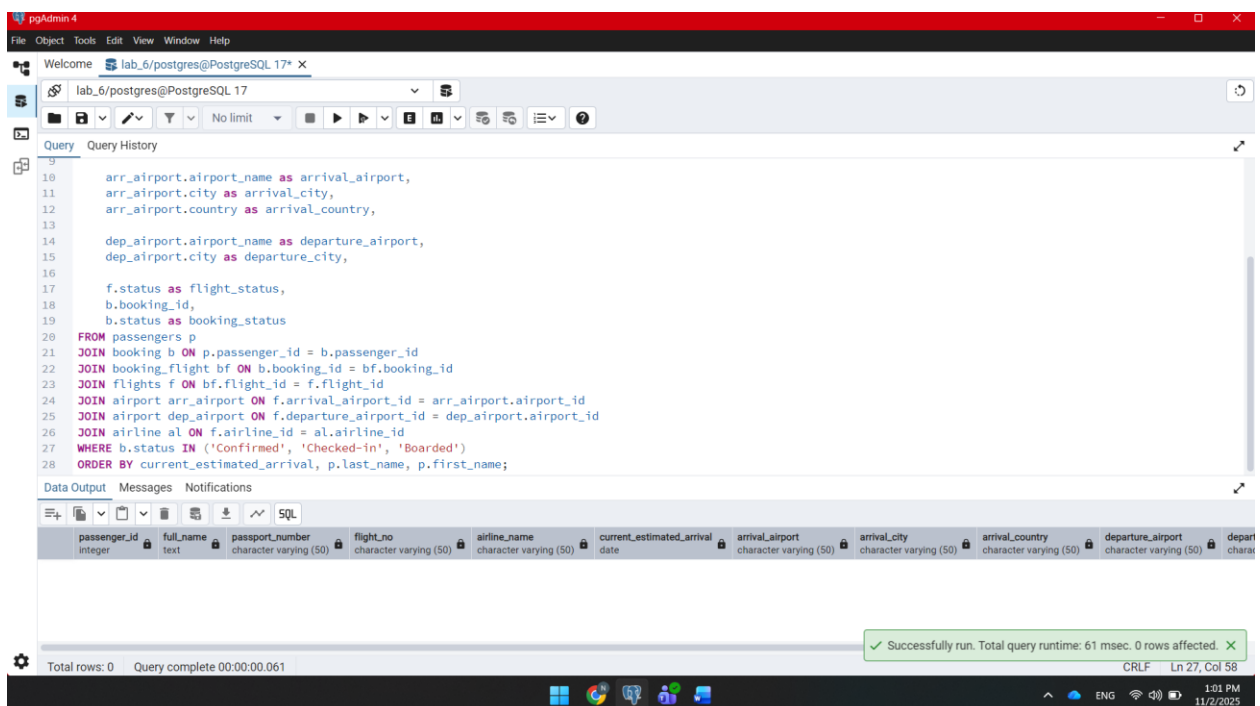 pgAdmin 4
File Object Tools Edit View Window Help
Welcome lab_6/postgres@PostgreSQL 17* X
lab_6/postgres@PostgreSQL 17
No limit
Query Query History
9
10 arr_airport.airport_name as arrival_airport,
11 arr_airport.city as arrival_city,
12 arr_airport.country as arrival_country,
13
14 dep_airport.airport_name as departure_airport,
15 dep_airport.city as departure_city,
16
17 f.status as flight_status,
18 b.booking_id,
19 b.status as booking_status
20 FROM passengers p
21 JOIN booking b ON p.passenger_id = b.passenger_id
22 JOIN booking_flight bf ON b.booking_id = bf.booking_id
23 JOIN flights f ON bf.flight_id = f.flight_id
24 JOIN airport arr_airport ON f.arrival_airport_id = arr_airport.airport_id
25 JOIN airport dep_airport ON f.departure_airport_id = dep_airport.airport_id
26 JOIN airline al ON f.airline_id = al.airline_id
27 WHERE b.status IN ('Confirmed', 'Checked-in', 'Boarded')
28 ORDER BY current_estimated_arrival, p.last_name, p.first_name;
Data Output Messages Notifications
SQL
passenger_id full_name passport_number flight_no airline_name current_estimated_arrival arrival_airport arrival_city arrival_country departure_airport depart
integer text character varying (50) character varying (50) character varying (50) date character varying (50) character varying (50) character varying (50) character varying (50) charac
Successfully run. Total query runtime: 61 msec. 0 rows affected. X
Total rows: 0 Query complete 00:00:00.061 CRLF Ln 27, Col 58
ENG 1:01 PM
11/2/2025